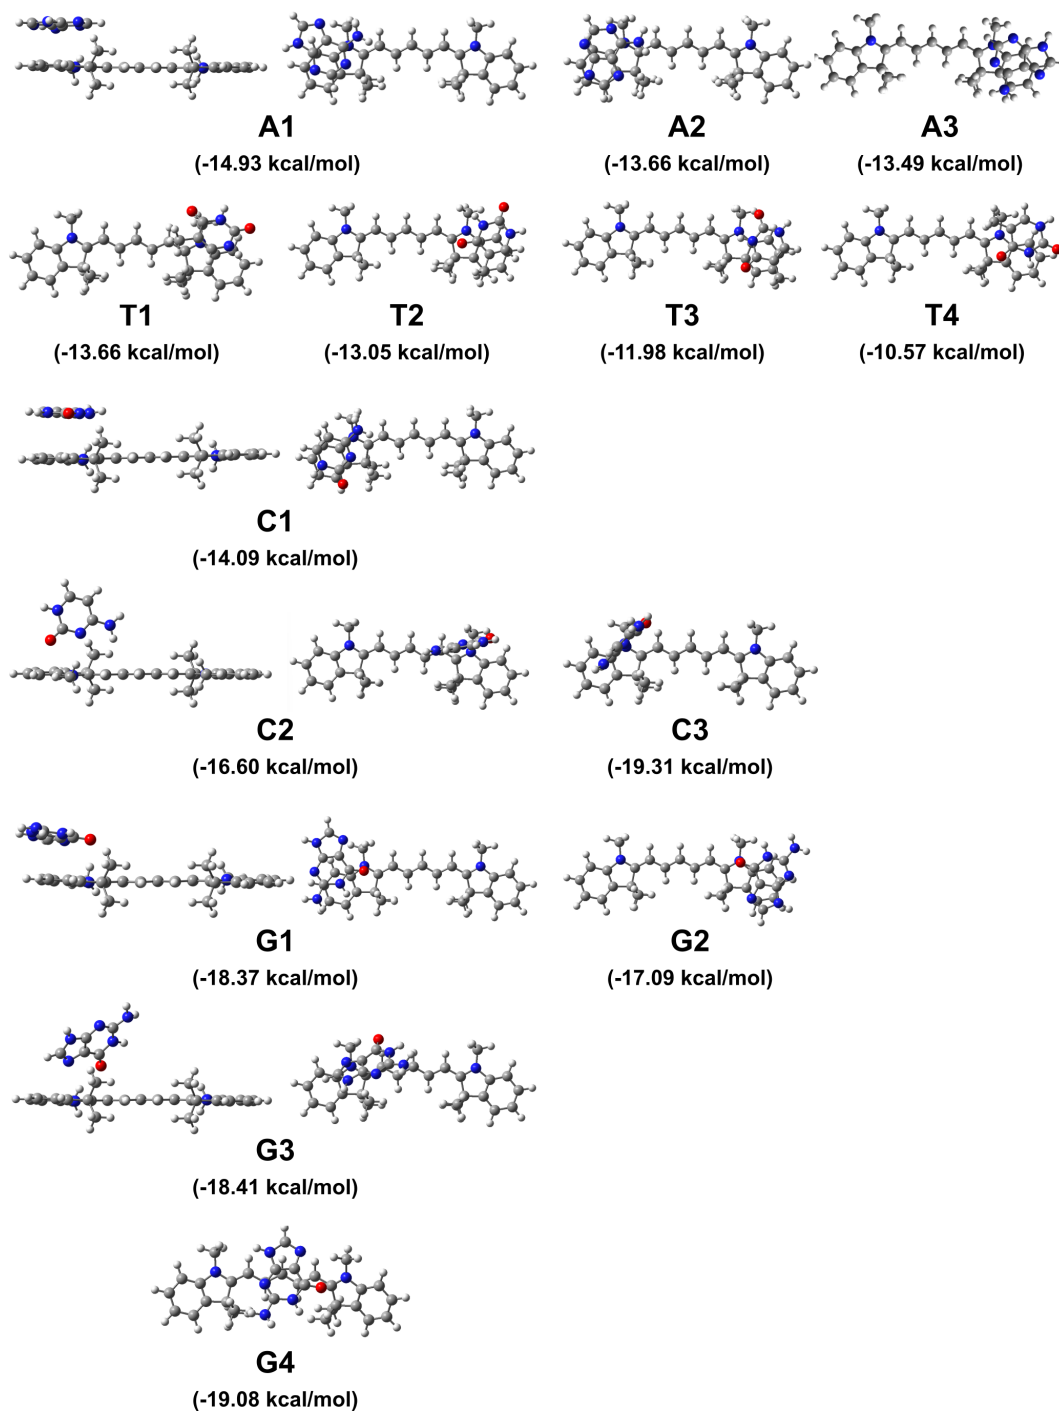 A1 A2 A3
(-14.93 kcal/mol) (-13.66 kcal/mol) (-13.49 kcal/mol)
T1 T2 T3 T4
(-13.66 kcal/mol) (-13.05 kcal/mol) (-11.98 kcal/mol) (-10.57 kcal/mol)
C1
(-14.09 kcal/mol)
C2 C3
(-16.60 kcal/mol) (-19.31 kcal/mol)
G1 G2
(-18.37 kcal/mol) (-17.09 kcal/mol)
G3
(-18.41 kcal/mol)
G4
(-19.08 kcal/mol)